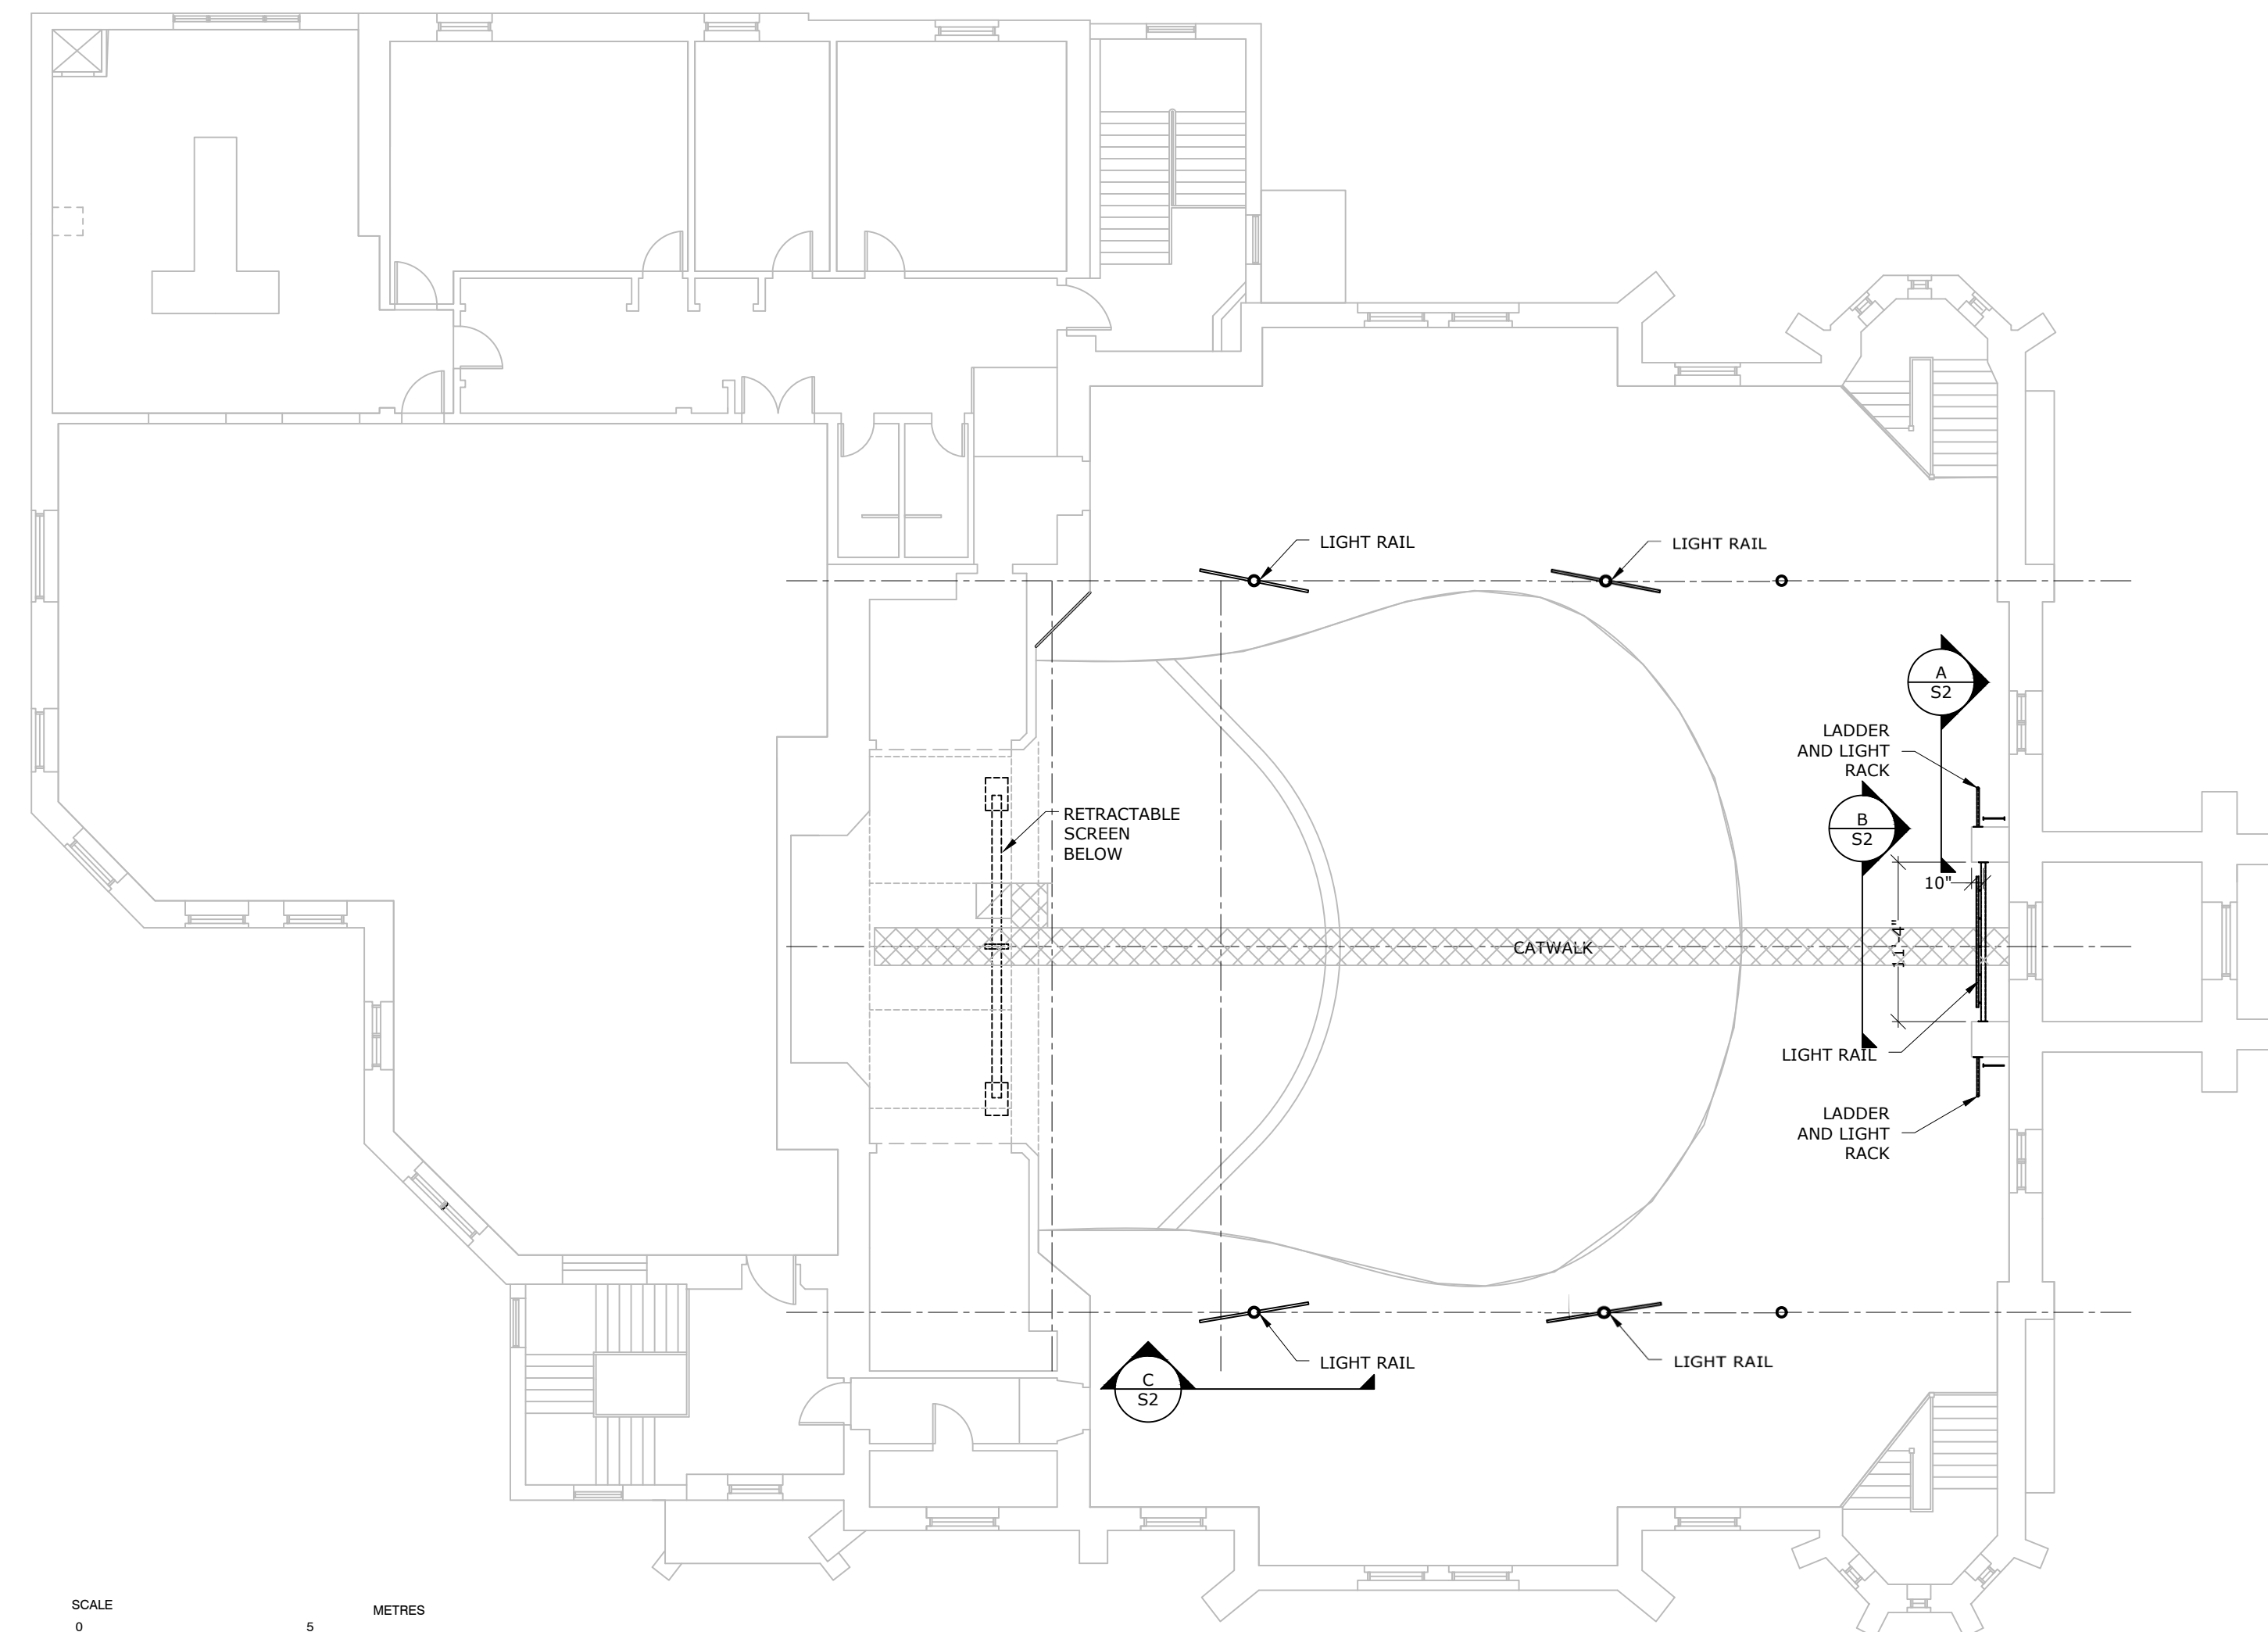 LIGHT RAIL
LIGHT RAIL
A
S2
LADDER
AND LIGHT
RACK
B
S2
RETRACTABLE
SCREEN
BELOW
10"
11'-4"
CATWALK
LIGHT RAIL
LADDER
AND LIGHT
RACK
LIGHT RAIL
LIGHT RAIL
C
S2
SCALE
METRES
0
5